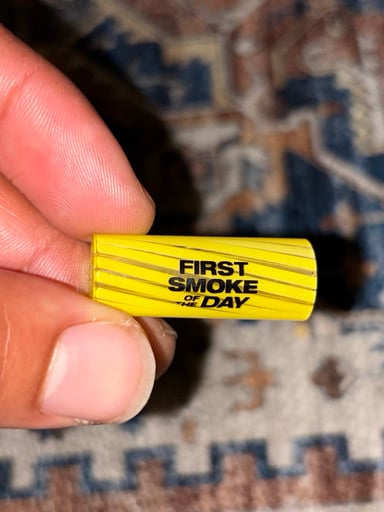 FIRST
SMOKE
OF
THE DAY